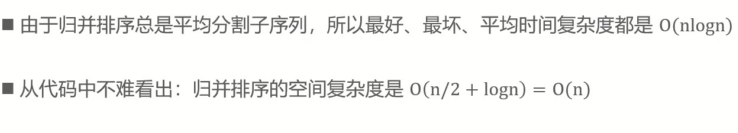 ■ 由于归并排序总是平均分割子序列，所以最好、最坏、平均时间复杂度都是 O(nlogn)
■ 从代码中不难看出：归并排序的空间复杂度是 O(n/2 + logn) = O(n)